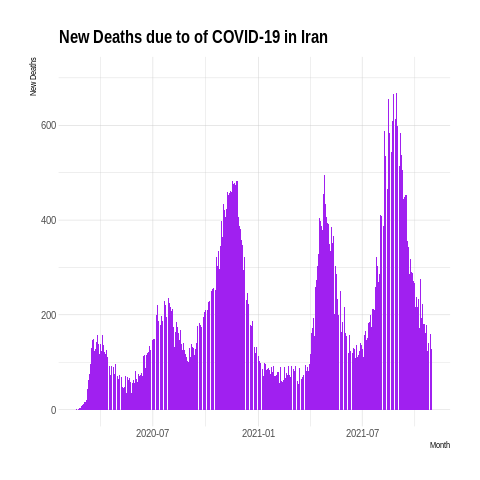 New Deaths due to of COVID-19 in Iran
New Deaths
600
400
200
0
2020-07
2021-01
2021-07
Month